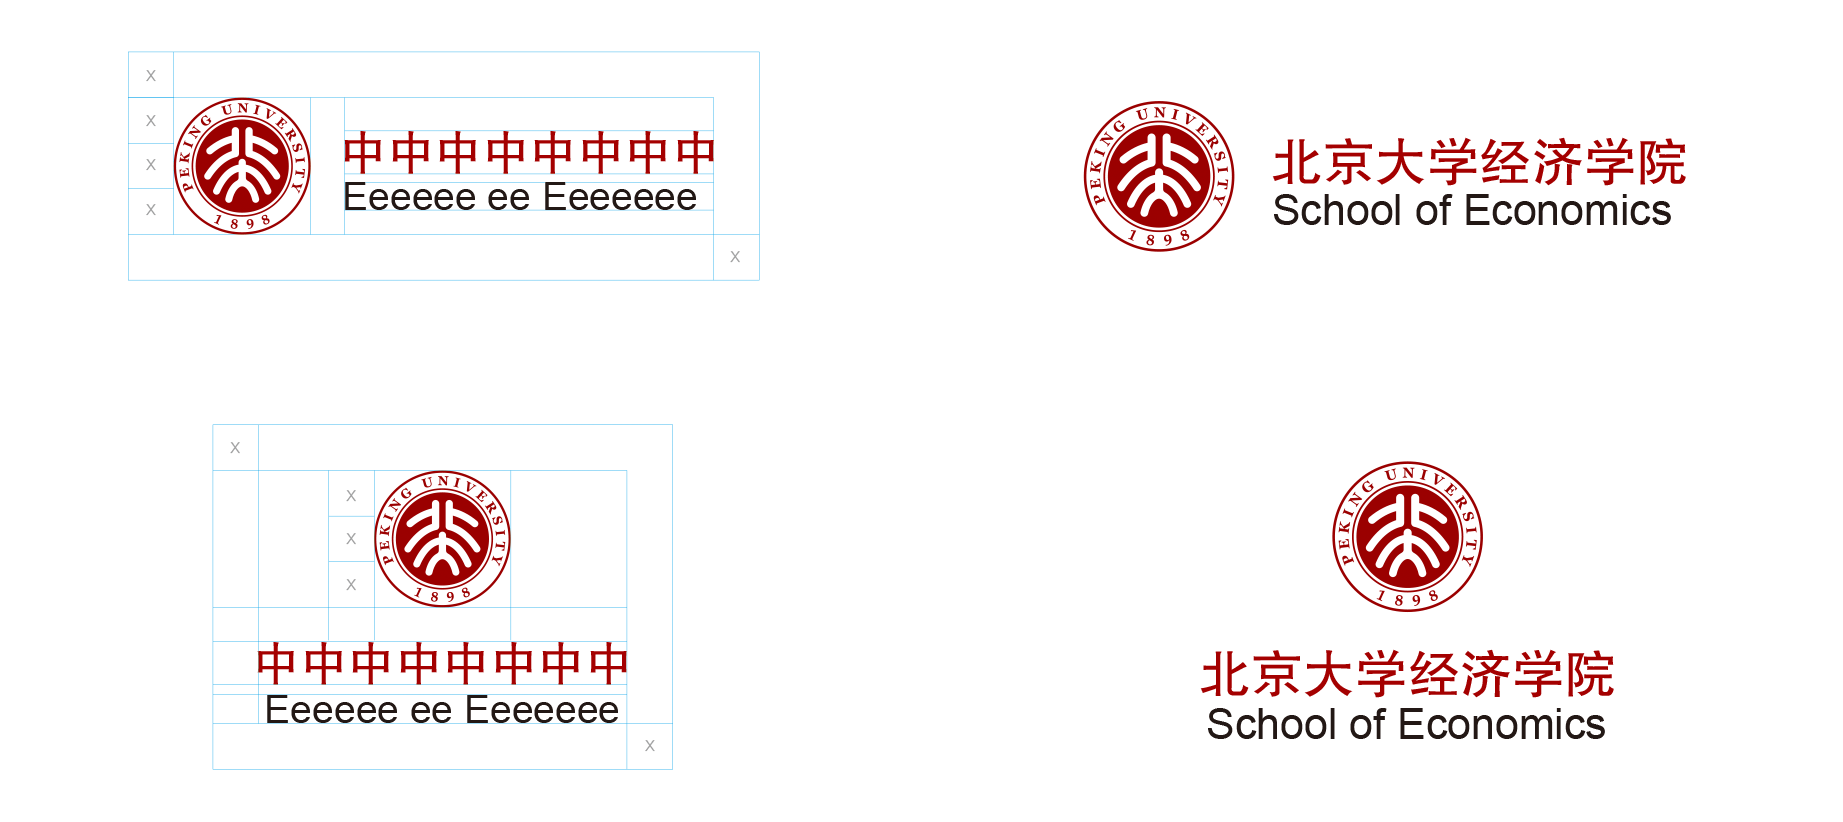 X
X
X
X
PEKING UNIVERSITY
1898
中中中中中中中中
Eeeeee ee Eeeeeee
X
PEKING UNIVERSITY
1898
北京大学经济学院
School of Economics
X
X
X
X
PEKING UNIVERSITY
1898
中中中中中中中中
Eeeeee ee Eeeeeee
X
PEKING UNIVERSITY
1898
北京大学经济学院
School of Economics